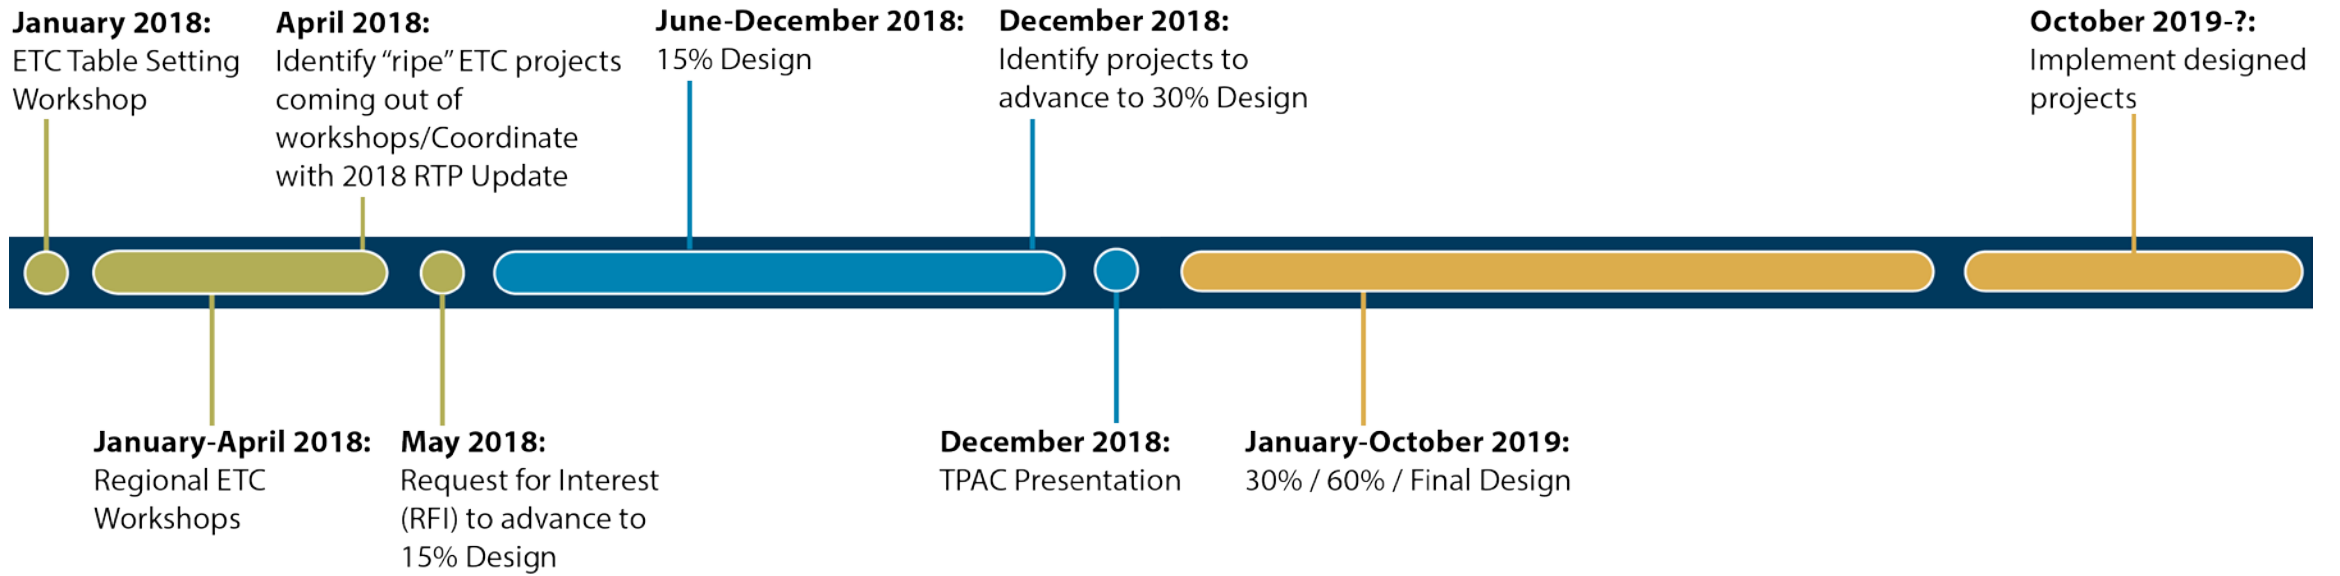 January 2018:
ETC Table Setting
Workshop
April 2018:
Identify “ripe” ETC projects
coming out of
workshops/Coordinate
with 2018 RTP Update
June-December 2018:
15% Design
December 2018:
Identify projects to
advance to 30% Design
October 2019-?:
Implement designed
projects
January-April 2018:
Regional ETC
Workshops
May 2018:
Request for Interest
(RFI) to advance to
15% Design
December 2018:
TPAC Presentation
January-October 2019:
30% / 60% / Final Design